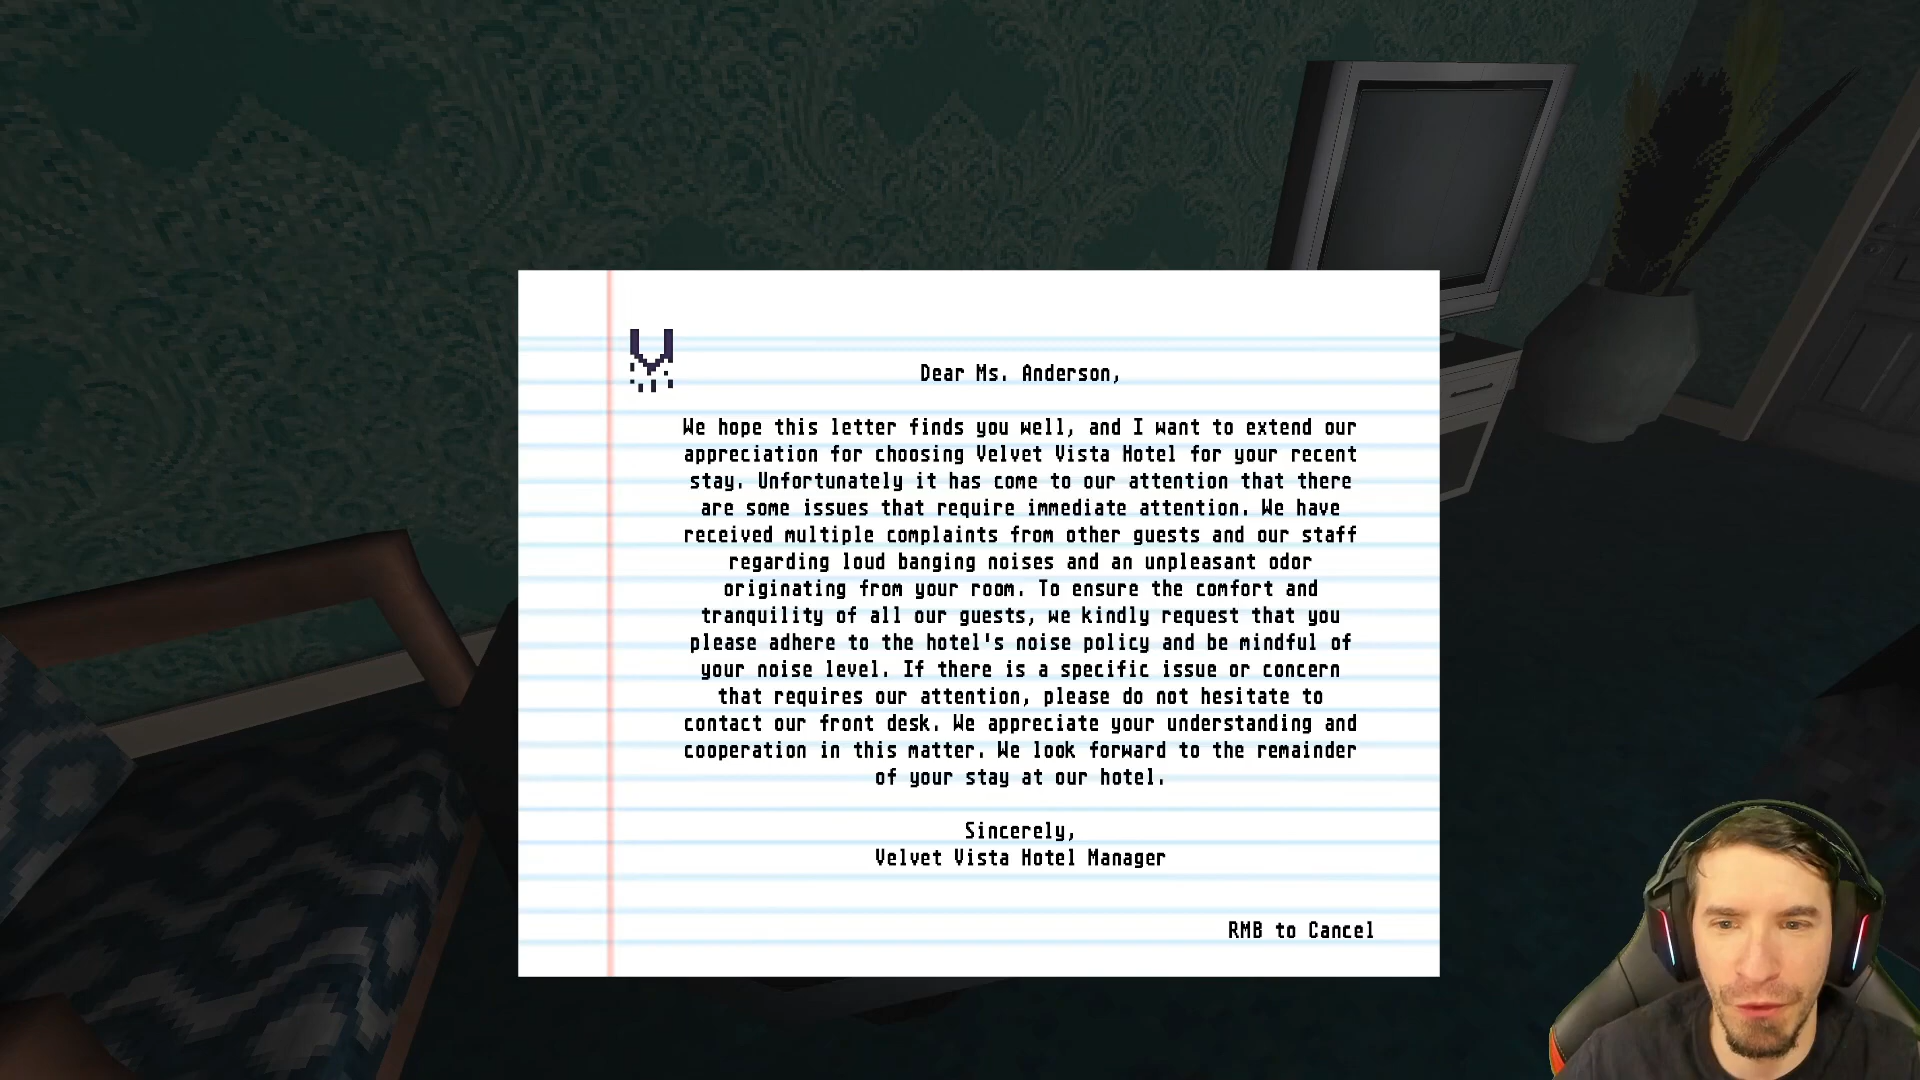 Dear Ms. Anderson,
We hope this letter finds you well, and I want to extend our
appreciation for choosing Velvet Vista Hotel for your recent
stay. Unfortunately it has come to our attention that there
are some issues that require immediate attention. We have
received multiple complaints from other guests and our staff
regarding loud banging noises and an unpleasant odor
originating from your room. To ensure the comfort and
tranquility of all our guests, we kindly request that you
please adhere to the hotel's noise policy and be mindful of
your noise level. If there is a specific issue or concern
that requires our attention, please do not hesitate to
contact our front desk. We appreciate your understanding and
cooperation in this matter. We look forward to the remainder
of your stay at our hotel.
Sincerely,
Velvet Vista Hotel Manager
RMB to Cancel